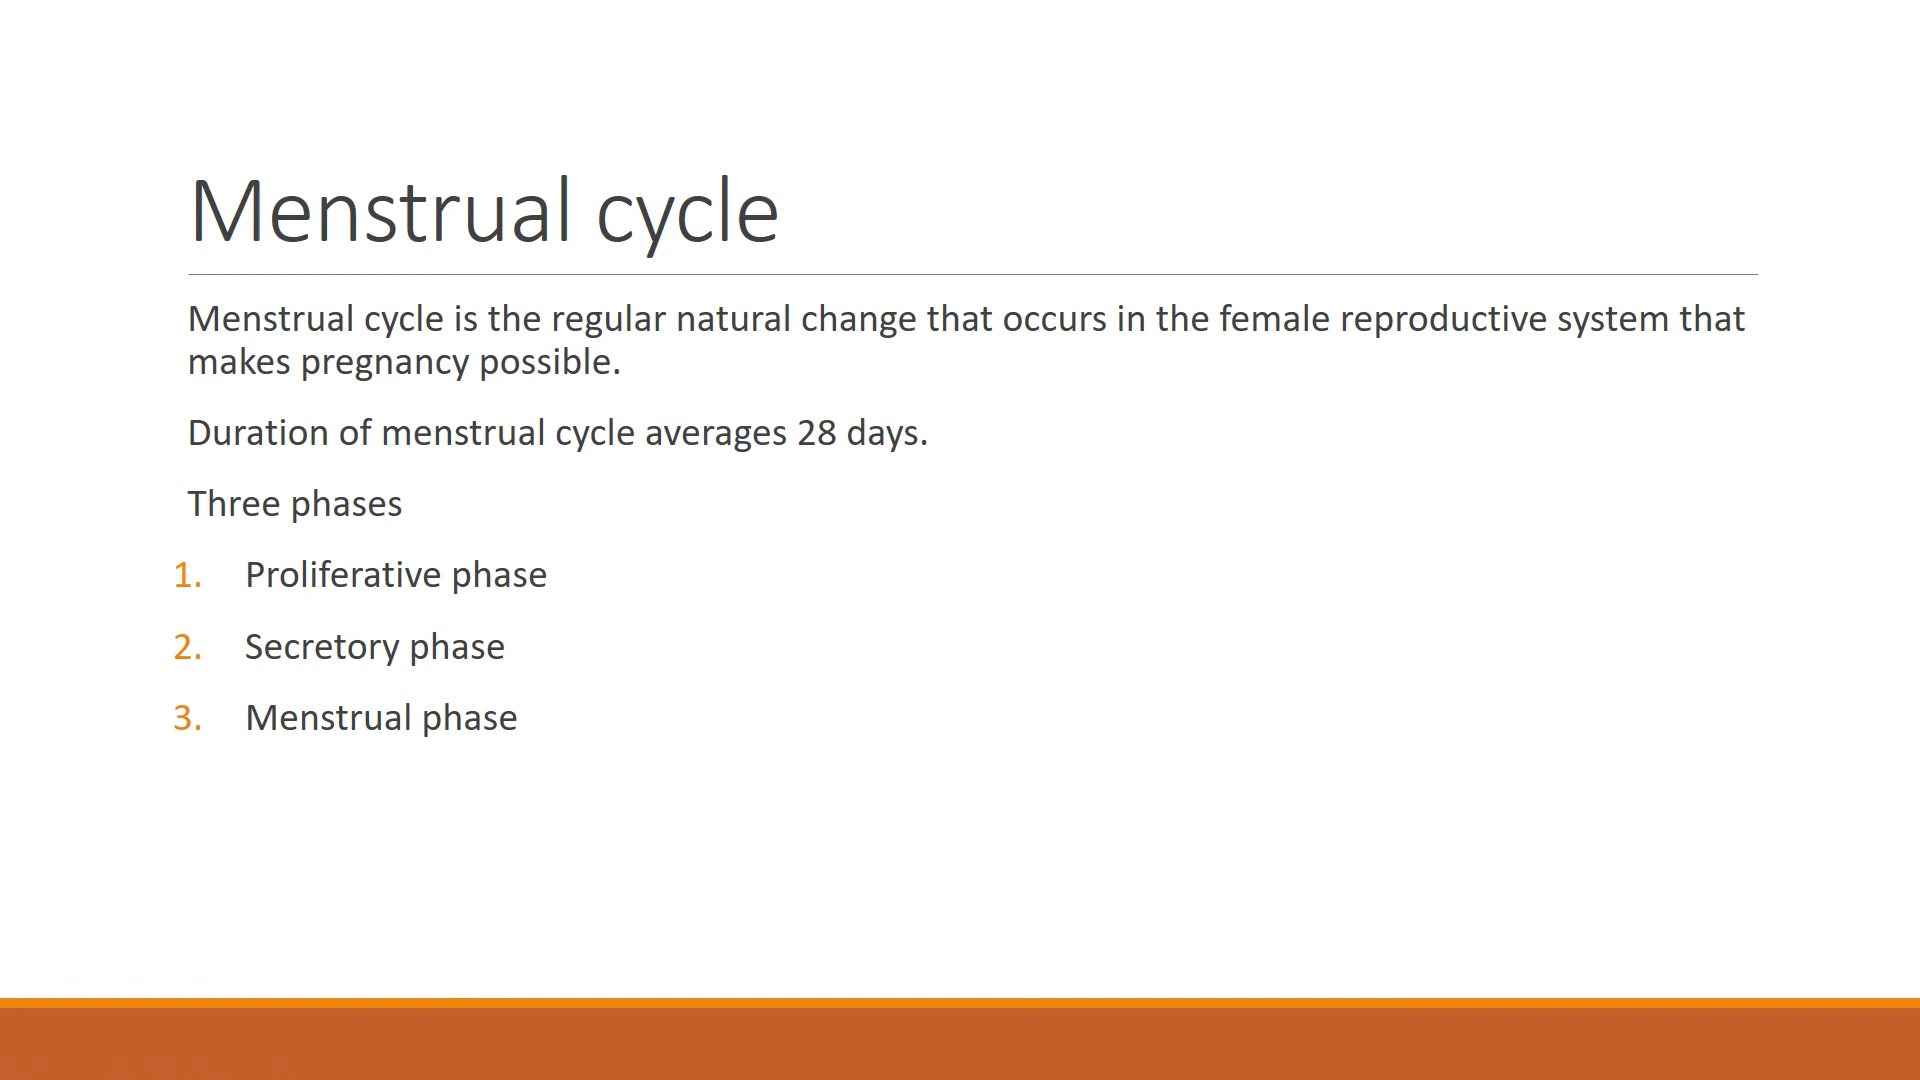 Menstrual cycle
Menstrual cycle is the regular natural change that occurs in the female reproductive system that
makes pregnancy possible.
Duration of menstrual cycle averages 28 days.
Three phases
1. Proliferative phase
2. Secretory phase
3. Menstrual phase